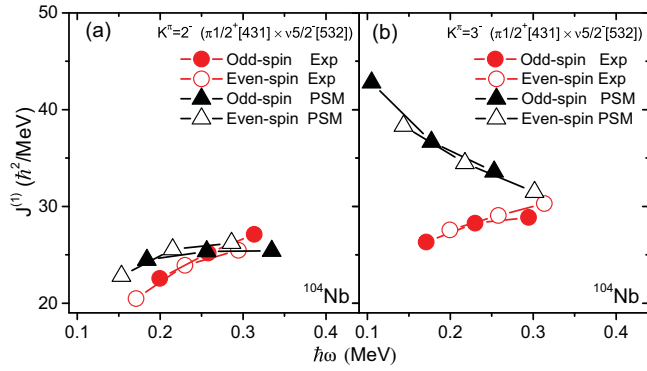 (a) K^π=2⁻ (π1/2⁺[431] × ν5/2⁻[532])
Odd-spin Exp
Even-spin Exp
Odd-spin PSM
Even-spin PSM
¹⁰⁴Nb
(b) K^π=3⁻ (π1/2⁺[431] × ν5/2⁻[532])
Odd-spin Exp
Even-spin Exp
Odd-spin PSM
Even-spin PSM
¹⁰⁴Nb
50
40
30
20
J⁽¹⁾ (ℏ²/MeV)
0.1 0.2 0.3 0.4
0.1 0.2 0.3 0.4
ℏω (MeV)